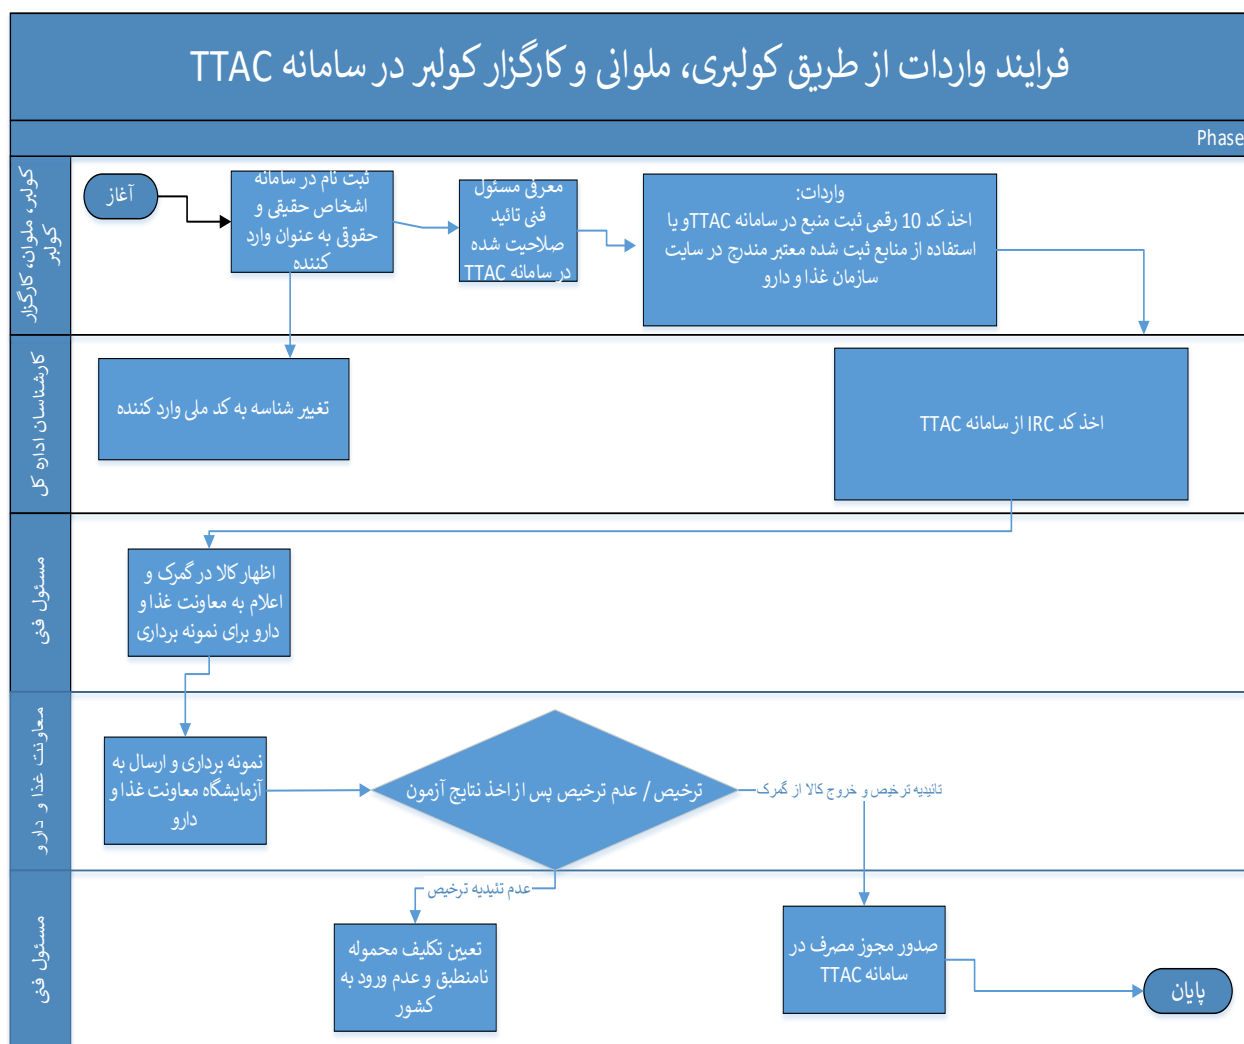 فرایند واردات از طریق کولبری، ملوانی و کارگزار کولبر در سامانه TTAC
Phase
کولبر، ملوان، کارگزار
کولبر
آغاز
ثبت نام در سامانه
اشخاص حقیقی و
حقوقی به عنوان وارد
کننده
معرفی مسئول
فنی تائید
صلاحیت شده
در سامانه TTAC
واردات:
اخذ کد 10 رقمی ثبت منبع در سامانه TTACو یا
استفاده از منابع ثبت شده معتبر مندرج در سایت
سازمان غذا و دارو
کارشناسان اداره کل
تغییر شناسه به کد ملی وارد کننده
اخذ کد IRC از سامانه TTAC
مسئول فنی
اظهار کالا در گمرک و
اعلام به معاونت غذا و
دارو برای نمونه برداری
معاونت غذا و دارو
نمونه برداری و ارسال به
آزمایشگاه معاونت غذا و
دارو
ترخیص / عدم ترخیص پس از اخذ نتایج آزمون
تائیدیه ترخیص و خروج کالا از گمرک
مسئول فنی
عدم تئیدیه ترخیص
تعیین تکلیف محموله
نامنطبق و عدم ورود به
کشور
صدور مجوز مصرف در
سامانه TTAC
پایان